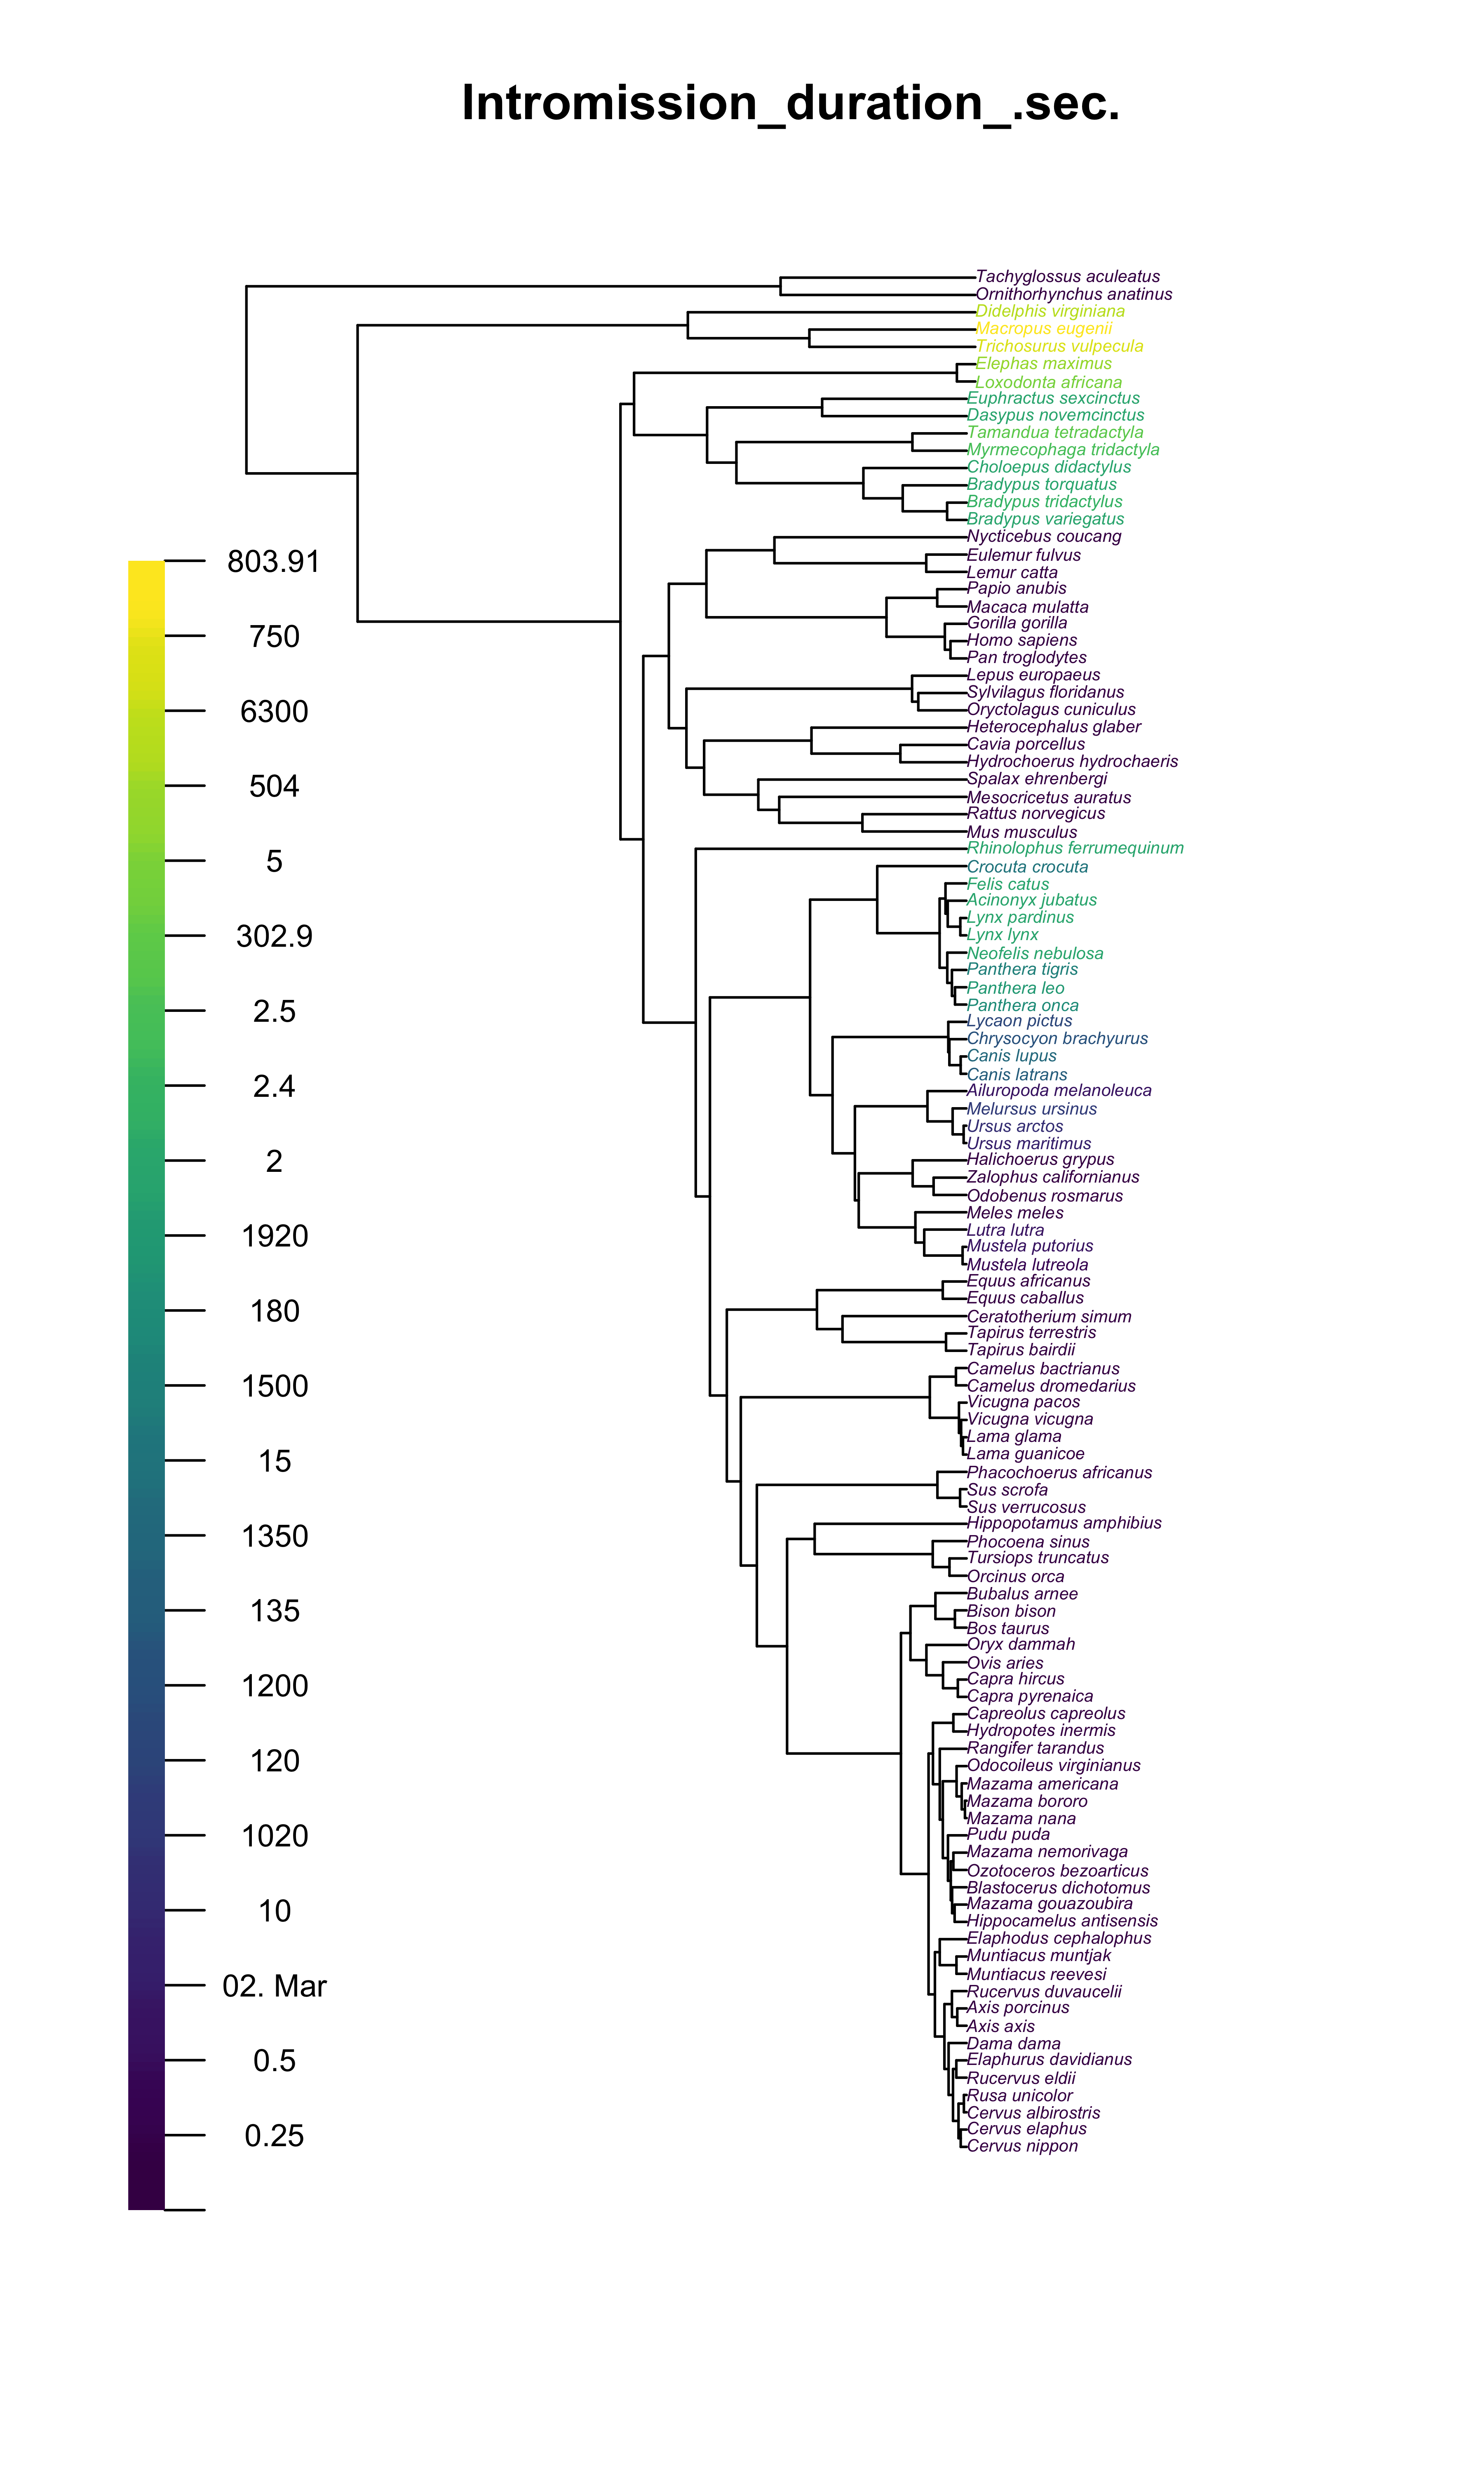 Intromission_duration_.sec.
Tachyglossus aculeatus
Ornithorhynchus anatinus
Didelphis virginiana
Macropus eugenii
Trichosurus vulpecula
Elephas maximus
Loxodonta africana
Euphractus sexcinctus
Dasypus novemcinctus
Tamandua tetradactyla
Myrmecophaga tridactyla
Choloepus didactylus
Bradypus torquatus
Bradypus tridactylus
Bradypus variegatus
Nycticebus coucang
Eulemur fulvus
Lemur catta
Papio anubis
Macaca mulatta
Gorilla gorilla
Homo sapiens
Pan troglodytes
Lepus europaeus
Sylvilagus floridanus
Oryctolagus cuniculus
Heterocephalus glaber
Cavia porcellus
Hydrochoerus hydrochaeris
Spalax ehrenbergi
Mesocricetus auratus
Rattus norvegicus
Mus musculus
Rhinolophus ferrumequinum
Crocuta crocuta
Felis catus
Acinonyx jubatus
Lynx pardinus
Lynx lynx
Neofelis nebulosa
Panthera tigris
Panthera leo
Panthera onca
Lycaon pictus
Chrysocyon brachyurus
Canis lupus
Canis latrans
Ailuropoda melanoleuca
Melursus ursinus
Ursus arctos
Ursus maritimus
Halichoerus grypus
Zalophus californianus
Odobenus rosmarus
Meles meles
Lutra lutra
Mustela putorius
Mustela lutreola
Equus africanus
Equus caballus
Ceratotherium simum
Tapirus terrestris
Tapirus bairdii
Camelus bactrianus
Camelus dromedarius
Vicugna pacos
Vicugna vicugna
Lama glama
Lama guanicoe
Phacochoerus africanus
Sus scrofa
Sus verrucosus
Hippopotamus amphibius
Phocoena sinus
Tursiops truncatus
Orcinus orca
Bubalus arnee
Bison bison
Bos taurus
Oryx dammah
Ovis aries
Capra hircus
Capra pyrenaica
Capreolus capreolus
Hydropotes inermis
Rangifer tarandus
Odocoileus virginianus
Mazama americana
Mazama bororo
Mazama nana
Pudu puda
Mazama nemorivaga
Ozotoceros bezoarticus
Blastocerus dichotomus
Mazama gouazoubira
Hippocamelus antisensis
Elaphodus cephalophus
Muntiacus muntjak
Muntiacus reevesi
Rucervus duvaucelii
Axis porcinus
Axis axis
Dama dama
Elaphurus davidianus
Rucervus eldii
Rusa unicolor
Cervus albirostris
Cervus elaphus
Cervus nippon
803.91
750
6300
504
5
302.9
2.5
2.4
2
1920
180
1500
15
1350
135
1200
120
1020
10
02. Mar
0.5
0.25